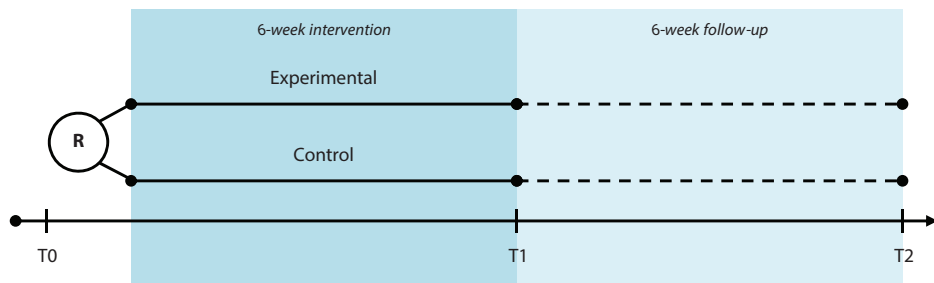 6-week intervention
6-week follow-up
Experimental
R
Control
T0
T1
T2